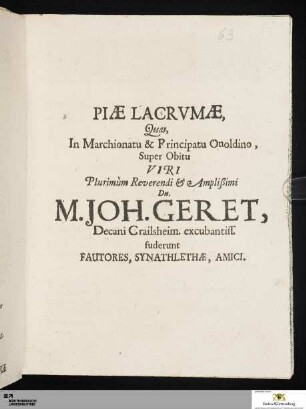 63
PIÆ LACRVMÆ,
Quas,
In Marchionatu & Principatu Onoldino,
Super Obitu
VIRI
Plurimùm Reverendi & Amplißimi
Dn.
M. JOH. GERET,
Decani Crailsheim. excubantiss.
fuderunt
FAUTORES, SYNATHLETHÆ, AMICI.